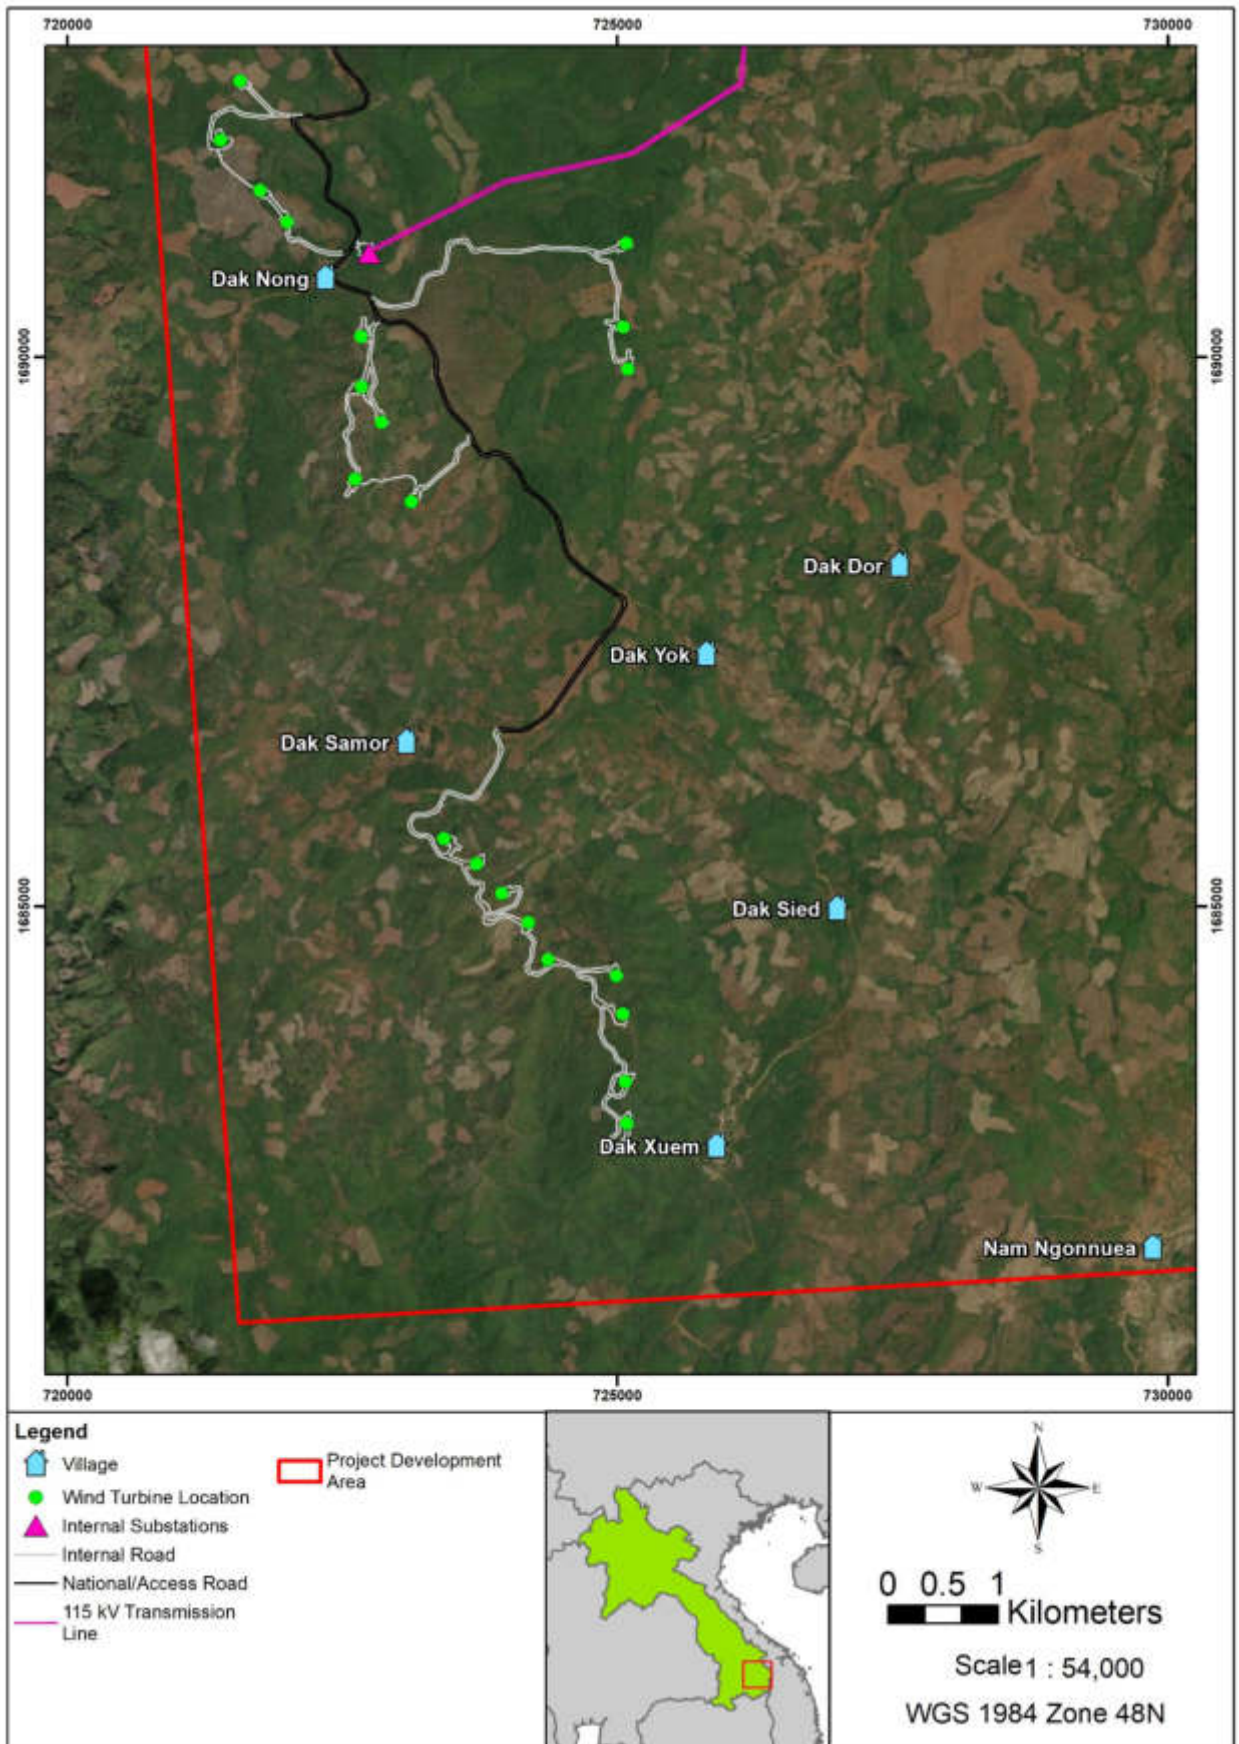 720000
725000
730000
Dak Nong
1690000
1690000
Dak Dor
Dak Yok
Dak Samor
1685000
Dak Sied
1685000
Dak Xuem
Nam Ngonnuea
720000
725000
730000
Legend
Village
Wind Turbine Location
Internal Substations
Internal Road
National/Access Road
115 kV Transmission
Line
Project Development
Area
N
W
E
S
0 0.5 1
Kilometers
Scale 1 : 54,000
WGS 1984 Zone 48N